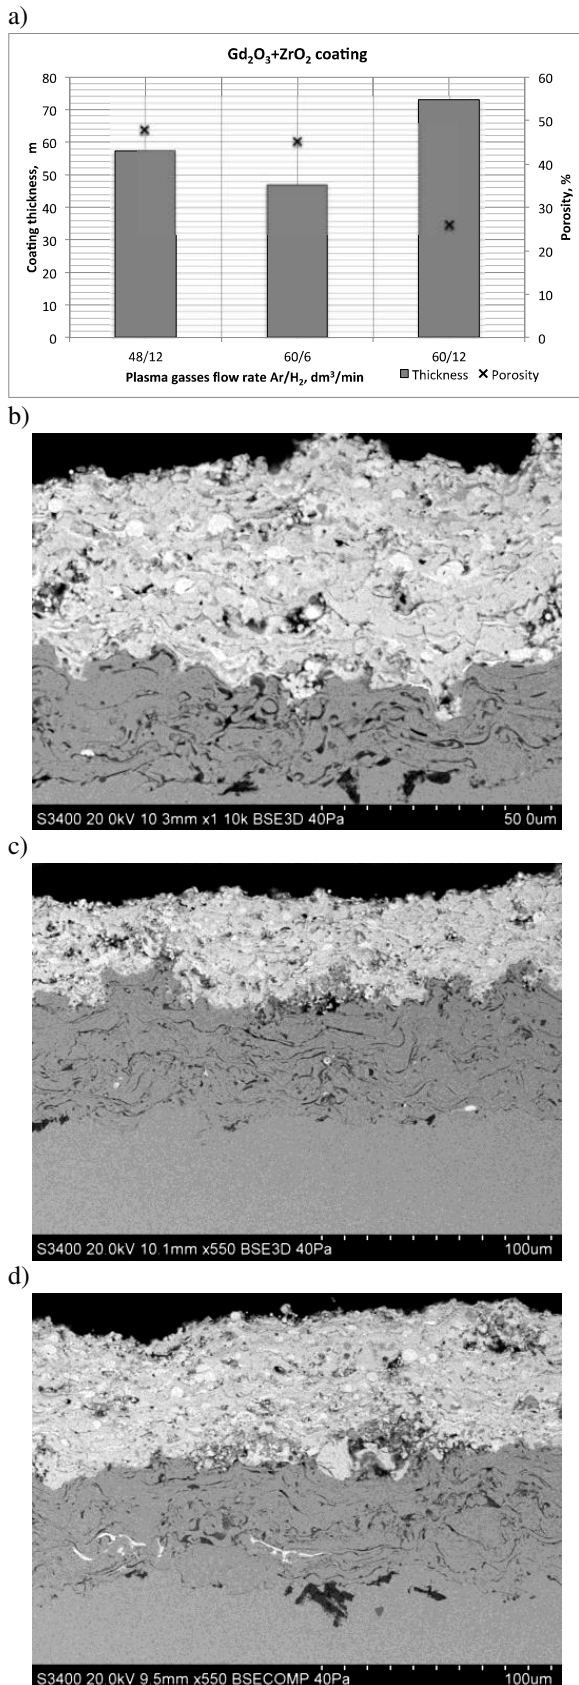 a)
Gd₂O₃+ZrO₂ coating
80
70
60
50
40
30
20
10
0
Coating thickness, m
60
50
40
30
20
10
0
Porosity, %
48/12 60/6 60/12
Plasma gasses flow rate Ar/H₂, dm³/min
Thickness Porosity
b)
S3400 20.0kV 10.3mm x1.10k BSE3D 40Pa 50.0um
c)
S3400 20.0kV 10.1mm x550 BSE3D 40Pa 100um
d)
S3400 20.0kV 9.5mm x550 BSECOMP 40Pa 100um